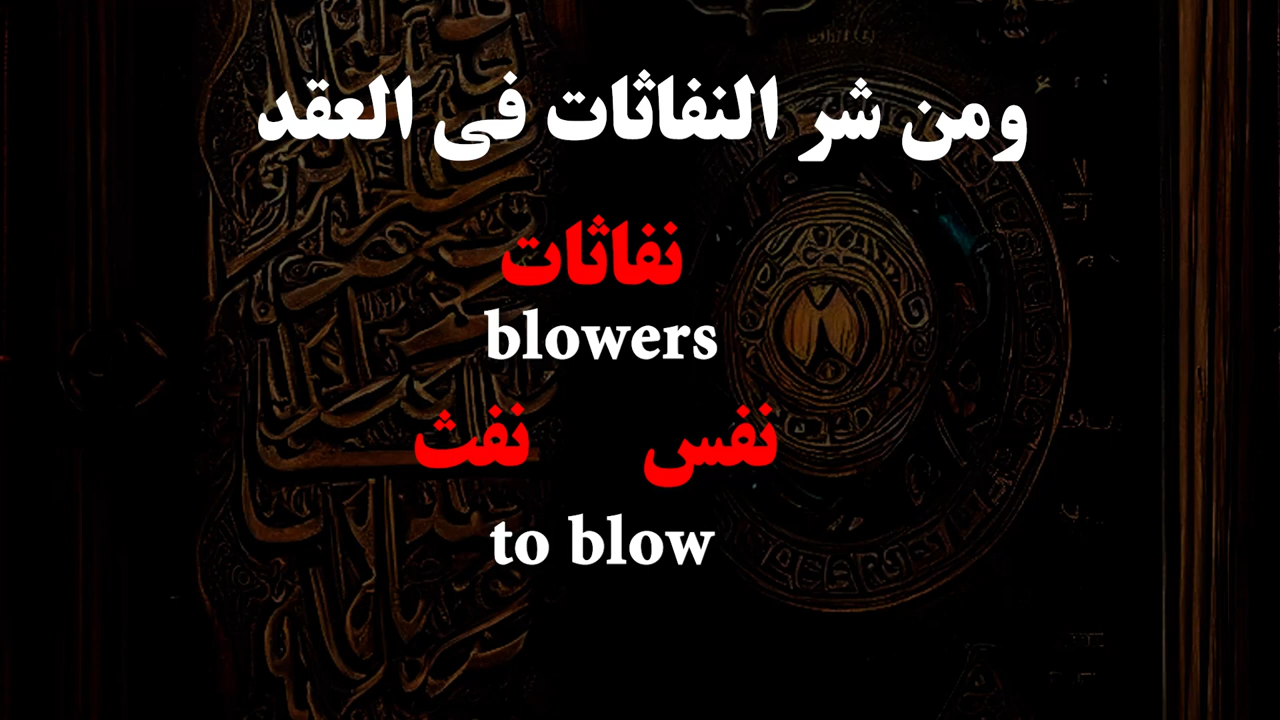 ومن شر النفاثات فى العقد
نفاثات
blowers
نفس نفث
to blow